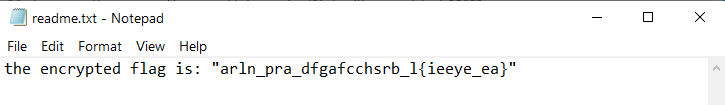 readme.txt - Notepad
File Edit Format View Help
the encrypted flag is: "arln_pra_dfgafcchsrb_l{ieeye_ea}"